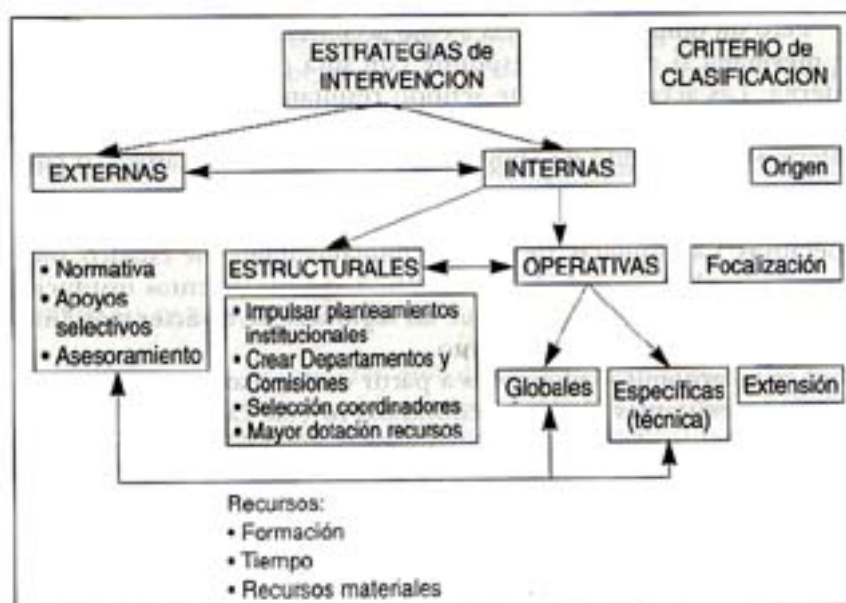 ESTRATEGIAS de
INTERVENCION
CRITERIO de
CLASIFICACION
EXTERNAS
INTERNAS
Origen
• Normativa
• Apoyos
selectivos
• Asesoramiento
ESTRUCTURALES
OPERATIVAS
Focalización
• Impulsar planteamientos
institucionales
• Crear Departamentos y
Comisiones
• Selección coordinadores
• Mayor dotación recursos
Globales
Específicas
(técnica)
Extensión
Recursos:
• Formación
• Tiempo
• Recursos materiales